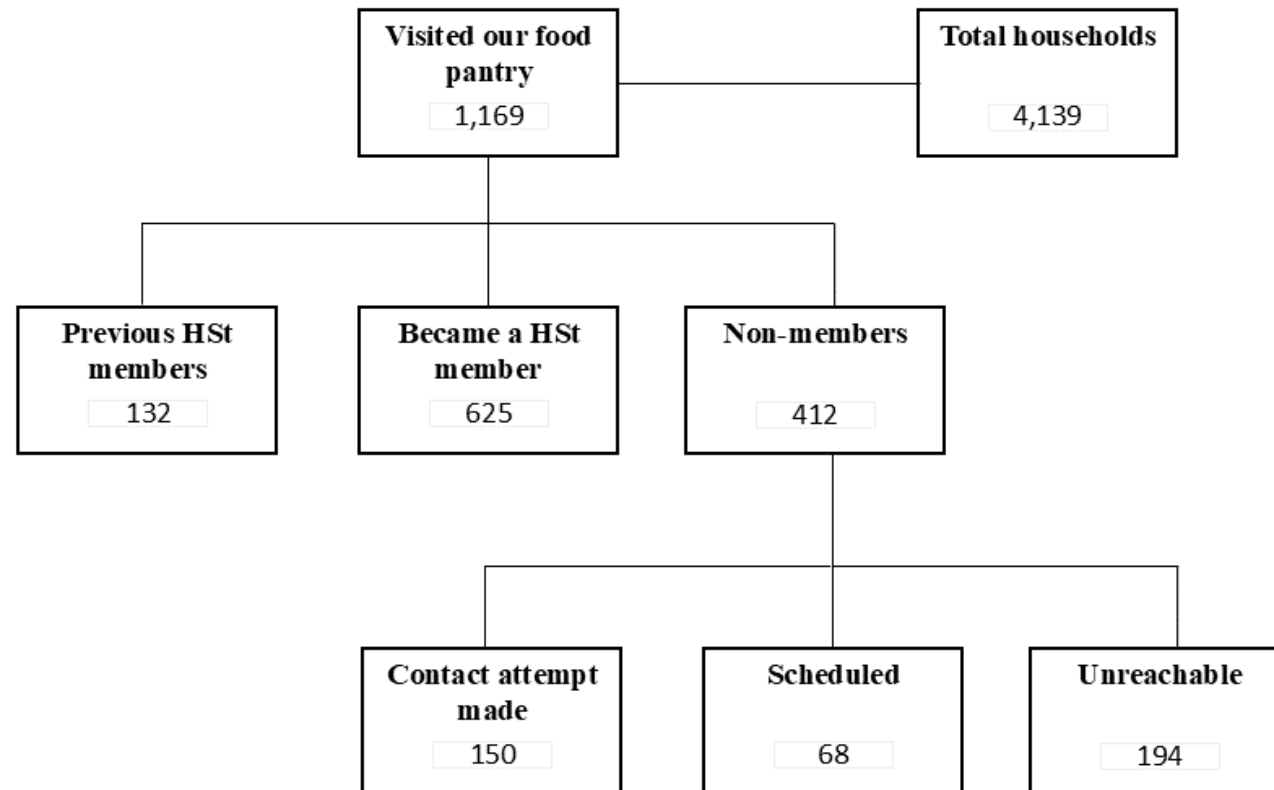 Visited our food
pantry
1,169
Total households
4,139
Previous HSt
members
132
Became a HSt
member
625
Non-members
412
Contact attempt
made
150
Scheduled
68
Unreachable
194